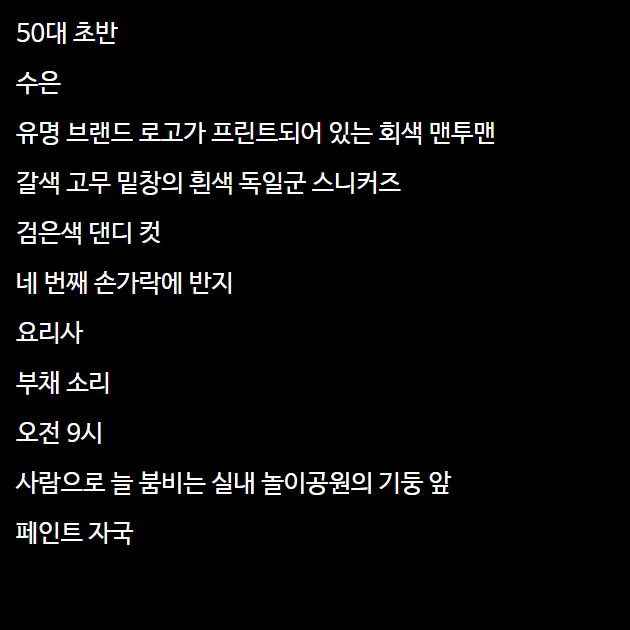 50대 초반
수은
유명 브랜드 로고가 프린트되어 있는 회색 맨투맨
갈색 고무 밑창의 흰색 독일군 스니커즈
검은색 댄디 컷
네 번째 손가락에 반지
요리사
부채 소리
오전 9시
사람으로 늘 붐비는 실내 놀이공원의 기둥 앞
페인트 자국